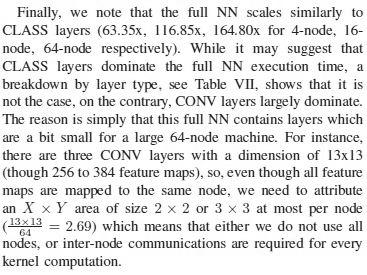 Finally, we note that the full NN scales similarly to
CLASS layers (63.35x, 116.85x, 164.80x for 4-node, 16-
node, 64-node respectively). While it may suggest that
CLASS layers dominate the full NN execution time, a
breakdown by layer type, see Table VII, shows that it is
not the case, on the contrary, CONV layers largely dominate.
The reason is simply that this full NN contains layers which
are a bit small for a large 64-node machine. For instance,
there are three CONV layers with a dimension of 13x13
(though 256 to 384 feature maps), so, even though all feature
maps are mapped to the same node, we need to attribute
an X × Y area of size 2 × 2 or 3 × 3 at most per node
(13×13/64 = 2.69) which means that either we do not use all
nodes, or inter-node communications are required for every
kernel computation.